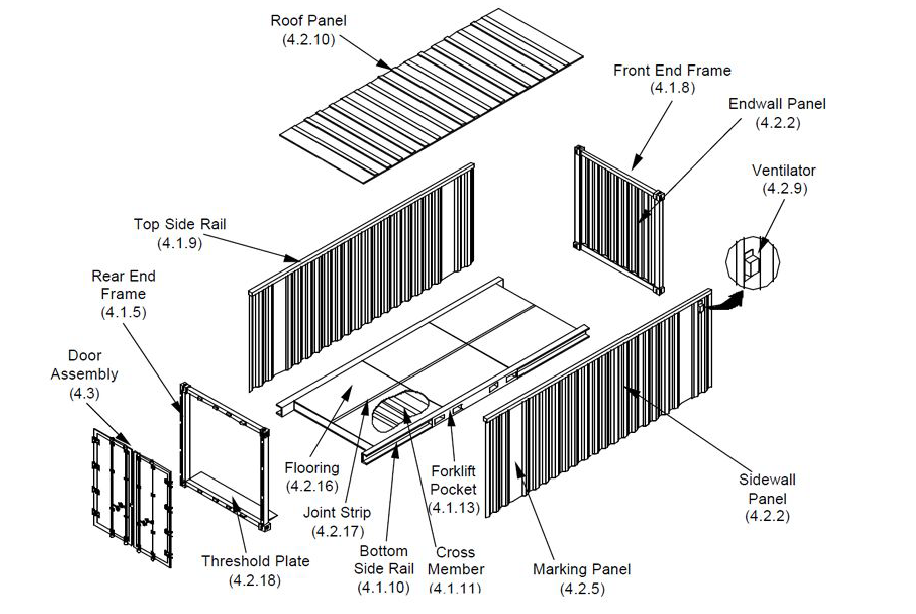 Roof Panel
(4.2.10)
Front End Frame
(4.1.8)
Endwall Panel
(4.2.2)
Ventilator
(4.2.9)
Top Side Rail
(4.1.9)
Rear End
Frame
(4.1.5)
Door
Assembly
(4.3)
Flooring
(4.2.16)
Joint Strip
(4.2.17)
Forklift
Pocket
(4.1.13)
Sidewall
Panel
(4.2.2)
Threshold Plate
(4.2.18)
Bottom
Side Rail
(4.1.10)
Cross
Member
(4.1.11)
Marking Panel
(4.2.5)